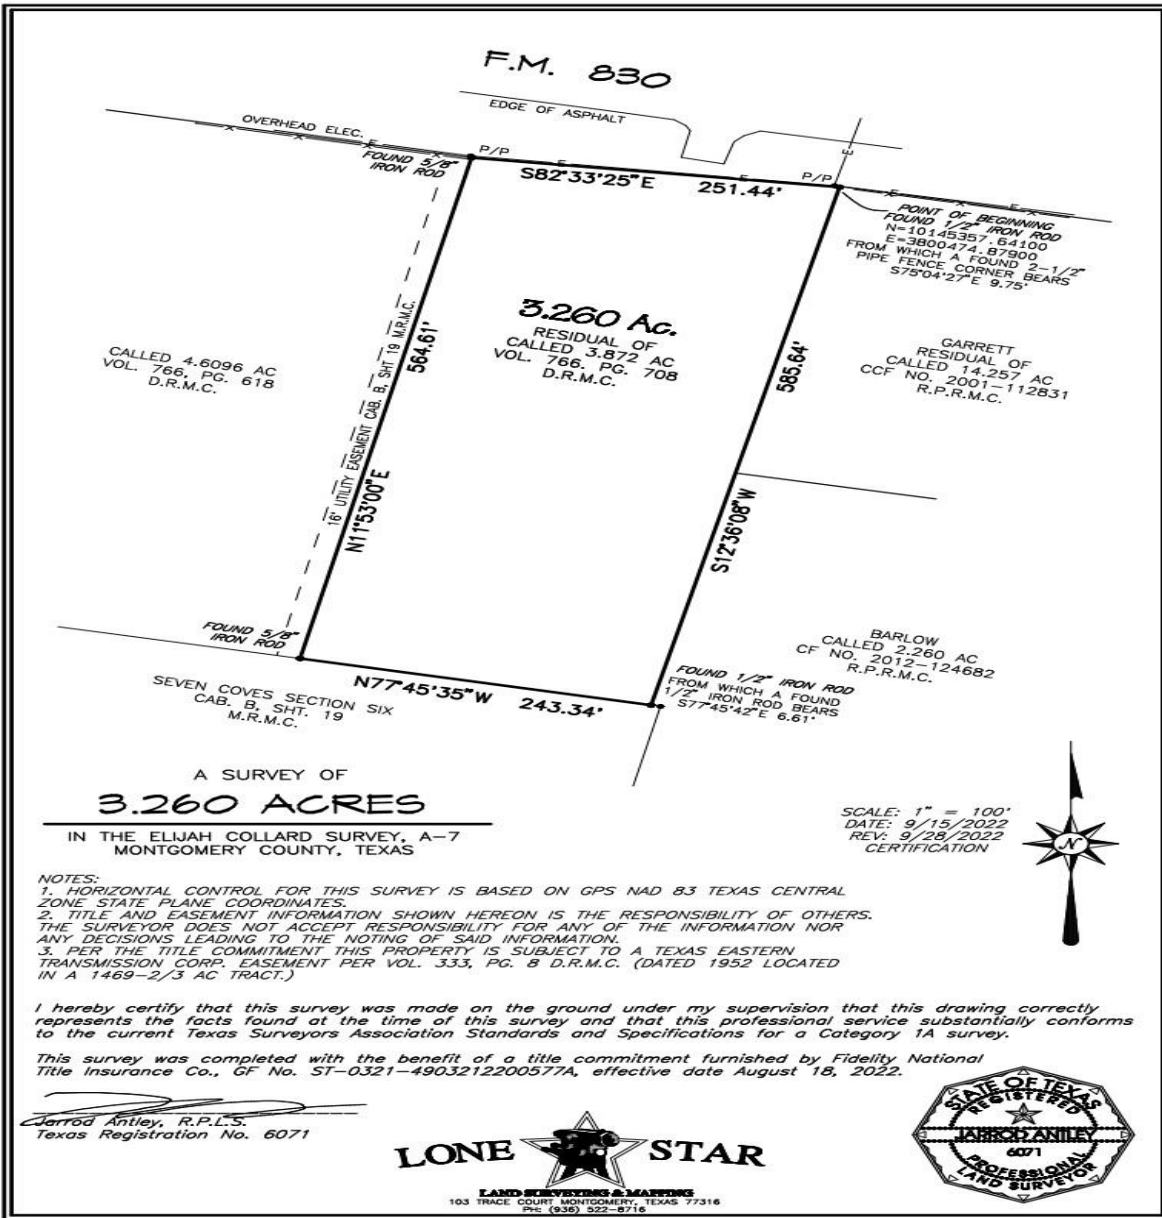 F.M. 830
EDGE OF ASPHALT
OVERHEAD ELEC.
E
P/P
E
E
P/P
E
E
E
FOUND 5/8"
IRON ROD
S82°33'25"E 251.44'
POINT OF BEGINNING
FOUND 1/2" IRON ROD
N=10145357.64100
E=3800474.87900
FROM WHICH A FOUND 2-1/2"
PIPE FENCE CORNER BEARS
S75°04'27"E 9.75'
3.260 Ac.
RESIDUAL OF
CALLED 3.872 AC
VOL. 766, PG. 708
D.R.M.C.
CALLED 4.6096 AC
VOL. 766, PG. 618
D.R.M.C.
16' UTILITY EASEMENT CAB. B, SHT 19 M.R.M.C.
564.61'
N11°53'00"E
585.64'
S12°36'08"W
GARRETT
RESIDUAL OF
CALLED 14.257 AC
CCF NO. 2001-112831
R.P.R.M.C.
BARLOW
CALLED 2.260 AC
CF NO. 2012-124682
R.P.R.M.C.
FOUND 5/8"
IRON ROD
N77°45'35"W 243.34'
FOUND 1/2" IRON ROD
FROM WHICH A FOUND
1/2" IRON ROD BEARS
S77°45'42"E 6.61'
SEVEN COVES SECTION SIX
CAB. B, SHT. 19
M.R.M.C.
A SURVEY OF
3.260 ACRES
IN THE ELIJAH COLLARD SURVEY, A-7
MONTGOMERY COUNTY, TEXAS
SCALE: 1" = 100'
DATE: 9/15/2022
REV: 9/28/2022
CERTIFICATION
N
NOTES:
1. HORIZONTAL CONTROL FOR THIS SURVEY IS BASED ON GPS NAD 83 TEXAS CENTRAL
ZONE STATE PLANE COORDINATES.
2. TITLE AND EASEMENT INFORMATION SHOWN HEREON IS THE RESPONSIBILITY OF OTHERS.
THE SURVEYOR DOES NOT ACCEPT RESPONSIBILITY FOR ANY OF THE INFORMATION NOR
ANY DECISIONS LEADING TO THE NOTING OF SAID INFORMATION.
3. PER THE TITLE COMMITMENT THIS PROPERTY IS SUBJECT TO A TEXAS EASTERN
TRANSMISSION CORP. EASEMENT PER VOL. 333, PG. 8 D.R.M.C. (DATED 1952 LOCATED
IN A 1469-2/3 AC TRACT.)
I hereby certify that this survey was made on the ground under my supervision that this drawing correctly
represents the facts found at the time of this survey and that this professional service substantially conforms
to the current Texas Surveyors Association Standards and Specifications for a Category 1A survey.
This survey was completed with the benefit of a title commitment furnished by Fidelity National
Title Insurance Co., GF No. ST-0321-4903212200577A, effective date August 18, 2022.
Jarrod Antley, R.P.L.S.
Texas Registration No. 6071
LONE STAR
LAND SURVEYING & MAPPING
103 TRACE COURT MONTGOMERY, TEXAS 77316
PH: (936) 522-8716
STATE OF TEXAS
REGISTERED
JARROD ANTLEY
6071
PROFESSIONAL
LAND SURVEYOR